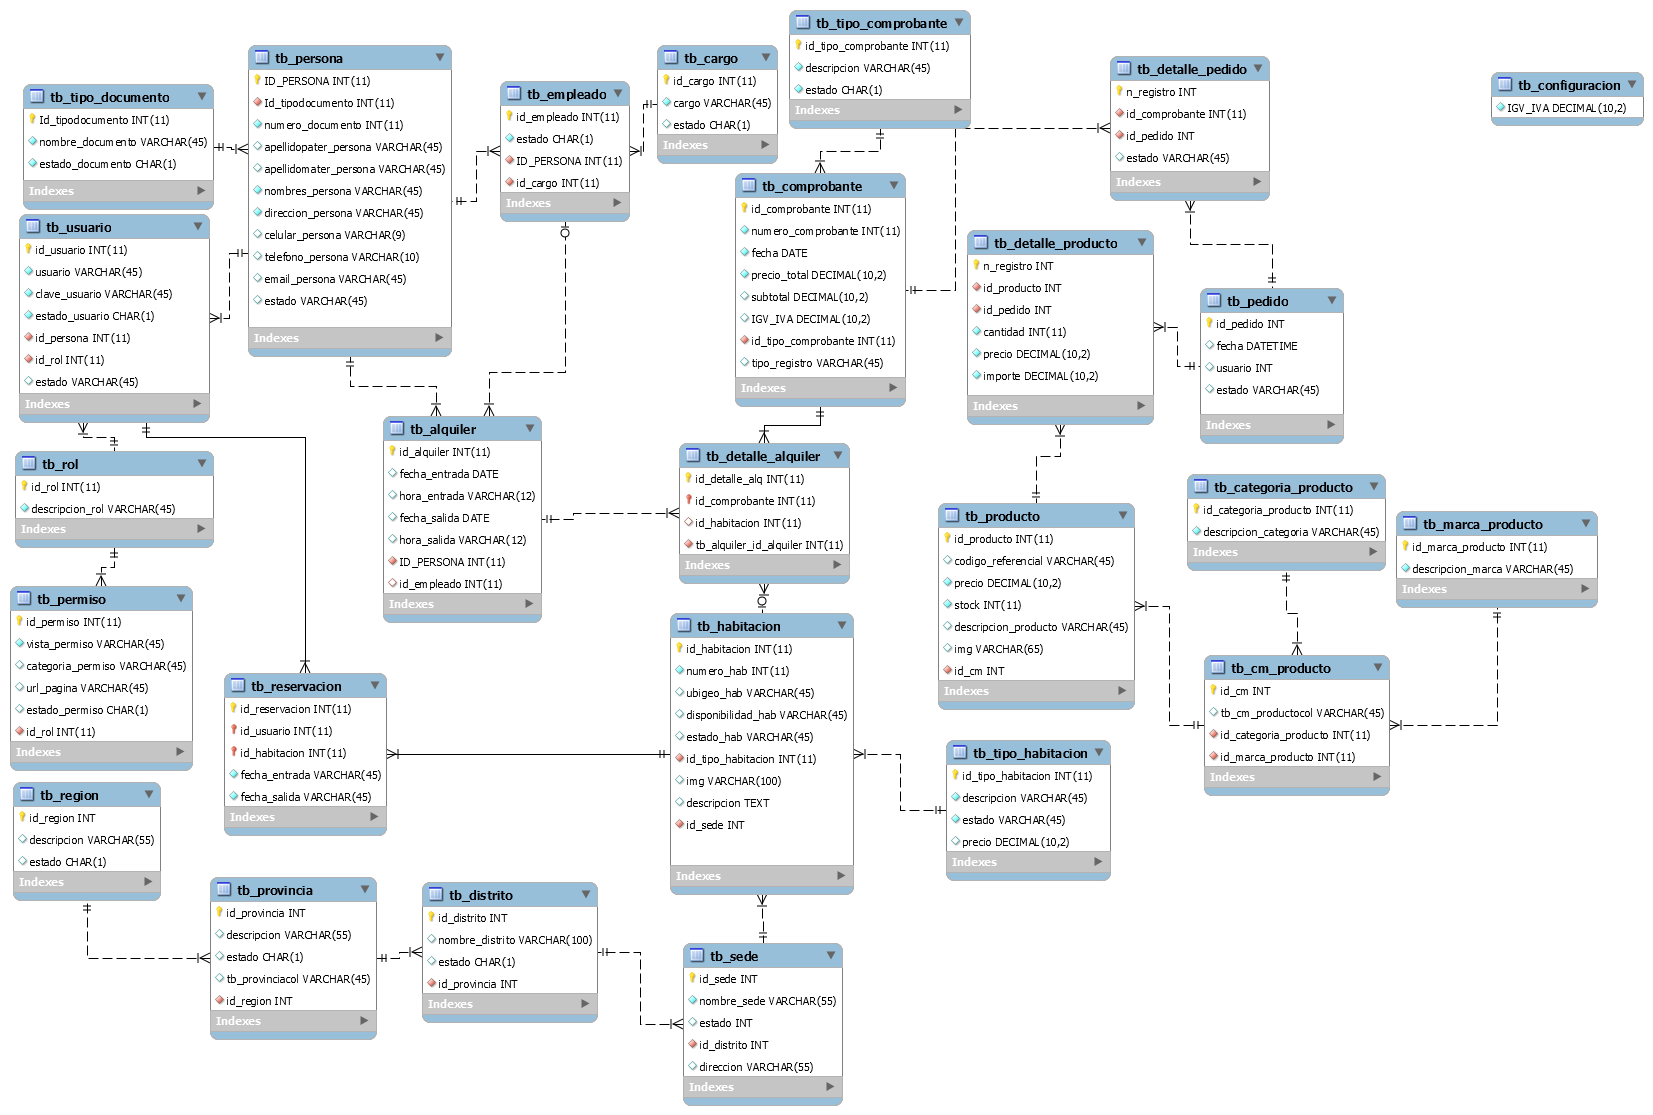 tb_tipo_documento
Id_tipodocumento INT(11)
nombre_documento VARCHAR(45)
estado_documento CHAR(1)
Indexes
tb_persona
ID_PERSONA INT(11)
Id_tipodocumento INT(11)
numero_documento INT(11)
apellidopater_persona VARCHAR(45)
apellidomater_persona VARCHAR(45)
nombres_persona VARCHAR(45)
direccion_persona VARCHAR(45)
celular_persona VARCHAR(9)
telefono_persona VARCHAR(10)
email_persona VARCHAR(45)
estado VARCHAR(45)
Indexes
tb_empleado
id_empleado INT(11)
estado CHAR(1)
ID_PERSONA INT(11)
id_cargo INT(11)
Indexes
tb_cargo
id_cargo INT(11)
cargo VARCHAR(45)
estado CHAR(1)
Indexes
tb_tipo_comprobante
id_tipo_comprobante INT(11)
descripcion VARCHAR(45)
estado CHAR(1)
Indexes
tb_detalle_pedido
n_registro INT
id_comprobante INT(11)
id_pedido INT
estado VARCHAR(45)
Indexes
tb_configuracion
IGV_IVA DECIMAL(10,2)
tb_usuario
id_usuario INT(11)
usuario VARCHAR(45)
clave_usuario VARCHAR(45)
estado_usuario CHAR(1)
id_persona INT(11)
id_rol INT(11)
estado VARCHAR(45)
Indexes
tb_comprobante
id_comprobante INT(11)
numero_comprobante INT(11)
fecha DATE
precio_total DECIMAL(10,2)
subtotal DECIMAL(10,2)
IGV_IVA DECIMAL(10,2)
id_tipo_comprobante INT(11)
tipo_registro VARCHAR(45)
Indexes
tb_detalle_producto
n_registro INT
id_producto INT
id_pedido INT
cantidad INT(11)
precio DECIMAL(10,2)
importe DECIMAL(10,2)
Indexes
tb_pedido
id_pedido INT
fecha DATETIME
usuario INT
estado VARCHAR(45)
Indexes
tb_rol
id_rol INT(11)
descripcion_rol VARCHAR(45)
Indexes
tb_alquiler
id_alquiler INT(11)
fecha_entrada DATE
hora_entrada VARCHAR(12)
fecha_salida DATE
hora_salida VARCHAR(12)
ID_PERSONA INT(11)
id_empleado INT(11)
Indexes
tb_detalle_alquiler
id_detalle_alq INT(11)
id_comprobante INT(11)
id_habitacion INT(11)
tb_alquiler_id_alquiler INT(11)
Indexes
tb_producto
id_producto INT(11)
codigo_referencial VARCHAR(45)
precio DECIMAL(10,2)
stock INT(11)
descripcion_producto VARCHAR(45)
img VARCHAR(65)
id_cm INT
Indexes
tb_categoria_producto
id_categoria_producto INT(11)
descripcion_categoria VARCHAR(45)
Indexes
tb_marca_producto
id_marca_producto INT(11)
descripcion_marca VARCHAR(45)
Indexes
tb_permiso
id_permiso INT(11)
vista_permiso VARCHAR(45)
categoria_permiso VARCHAR(45)
url_pagina VARCHAR(45)
estado_permiso CHAR(1)
id_rol INT(11)
Indexes
tb_reservacion
id_reservacion INT(11)
id_usuario INT(11)
id_habitacion INT(11)
fecha_entrada VARCHAR(45)
fecha_salida VARCHAR(45)
Indexes
tb_habitacion
id_habitacion INT(11)
numero_hab INT(11)
ubigeo_hab VARCHAR(45)
disponibilidad_hab VARCHAR(45)
estado_hab VARCHAR(45)
id_tipo_habitacion INT(11)
img VARCHAR(100)
descripcion TEXT
id_sede INT
Indexes
tb_cm_producto
id_cm INT
tb_cm_productocol VARCHAR(45)
id_categoria_producto INT(11)
id_marca_producto INT(11)
Indexes
tb_tipo_habitacion
id_tipo_habitacion INT(11)
descripcion VARCHAR(45)
estado VARCHAR(45)
precio DECIMAL(10,2)
Indexes
tb_region
id_region INT
descripcion VARCHAR(55)
estado CHAR(1)
Indexes
tb_provincia
id_provincia INT
descripcion VARCHAR(55)
estado CHAR(1)
tb_provinciacol VARCHAR(45)
id_region INT
Indexes
tb_distrito
id_distrito INT
nombre_distrito VARCHAR(100)
estado CHAR(1)
id_provincia INT
Indexes
tb_sede
id_sede INT
nombre_sede VARCHAR(55)
estado INT
id_distrito INT
direccion VARCHAR(55)
Indexes